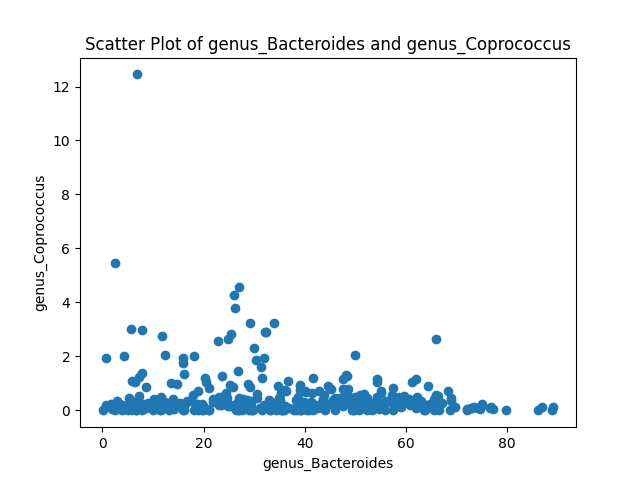 Scatter Plot of genus_Bacteroides and genus_Coprococcus
12
10
8
6
4
2
0
genus_Coprococcus
0 20 40 60 80
genus_Bacteroides